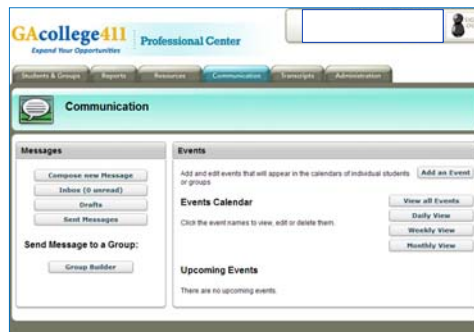 GAcollege411
Expand Your Opportunities
Professional Center
Students & Groups
Reports
Resources
Communication
Transcripts
Administration
Communication
Messages
Compose new Message
Inbox (0 unread)
Drafts
Sent Messages
Send Message to a Group:
Group Builder
Events
Add and edit events that will appear in the calendars of individual students
or groups
Add an Event
Events Calendar
Click the event names to view, edit or delete them.
View all Events
Daily View
Weekly View
Monthly View
Upcoming Events
There are no upcoming events.